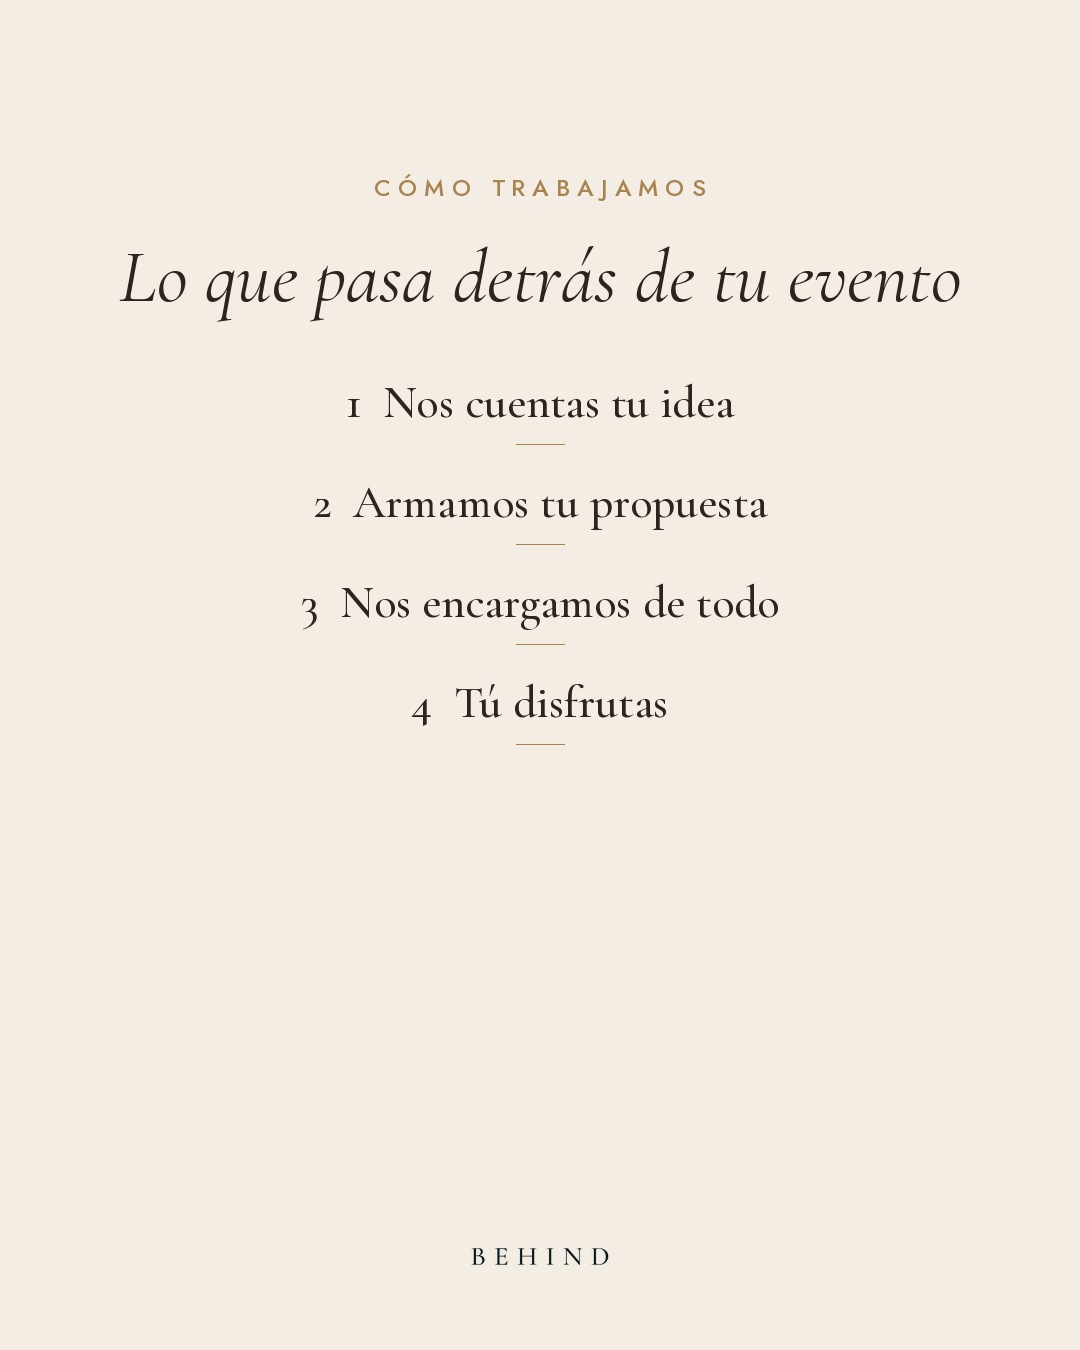 CÓMO TRABAJAMOS
Lo que pasa detrás de tu evento
1 Nos cuentas tu idea
2 Armamos tu propuesta
3 Nos encargamos de todo
4 Tú disfrutas
BEHIND